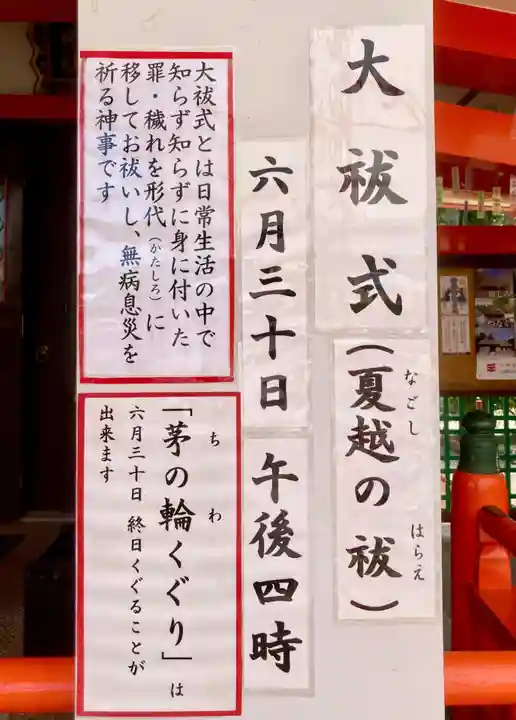 大祓式(夏越の祓)
なごし
はらえ
六月三十日 午後四時
大祓式とは日常生活の中で
知らず知らずに身に付いた
罪・穢れを形代(かたしろ)に
移してお祓いし、無病息災を
祈る神事です
ちわ
「茅の輪くぐり」は
六月三十日 終日くぐることが
出来ます